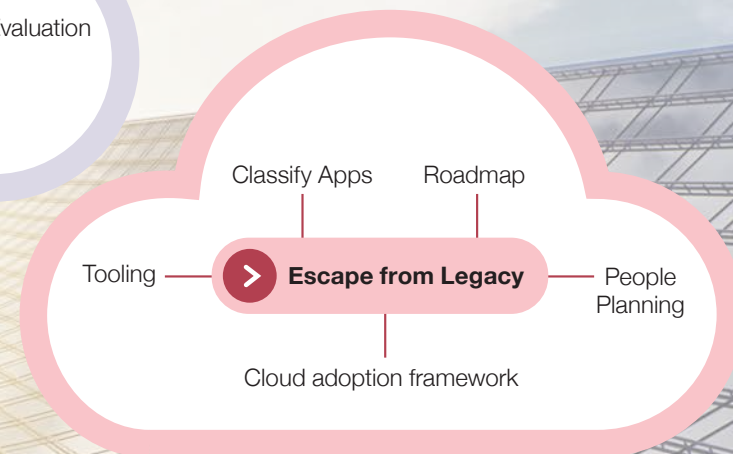 valuation
Classify Apps
Roadmap
Tooling
Escape from Legacy
People
Planning
Cloud adoption framework